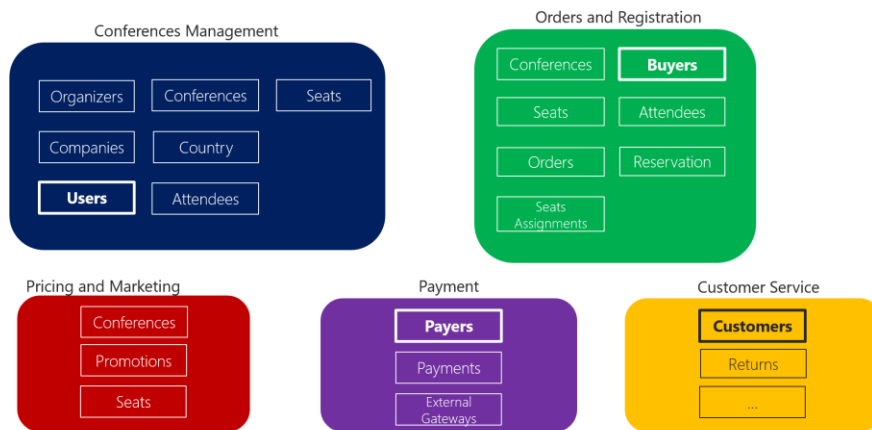 Conferences Management
Organizers
Conferences
Seats
Companies
Country
Users
Attendees
Orders and Registration
Conferences
Buyers
Seats
Attendees
Orders
Reservation
Seats
Assignments
Pricing and Marketing
Conferences
Promotions
Seats
Payment
Payers
Payments
External
Gateways
Customer Service
Customers
Returns
...